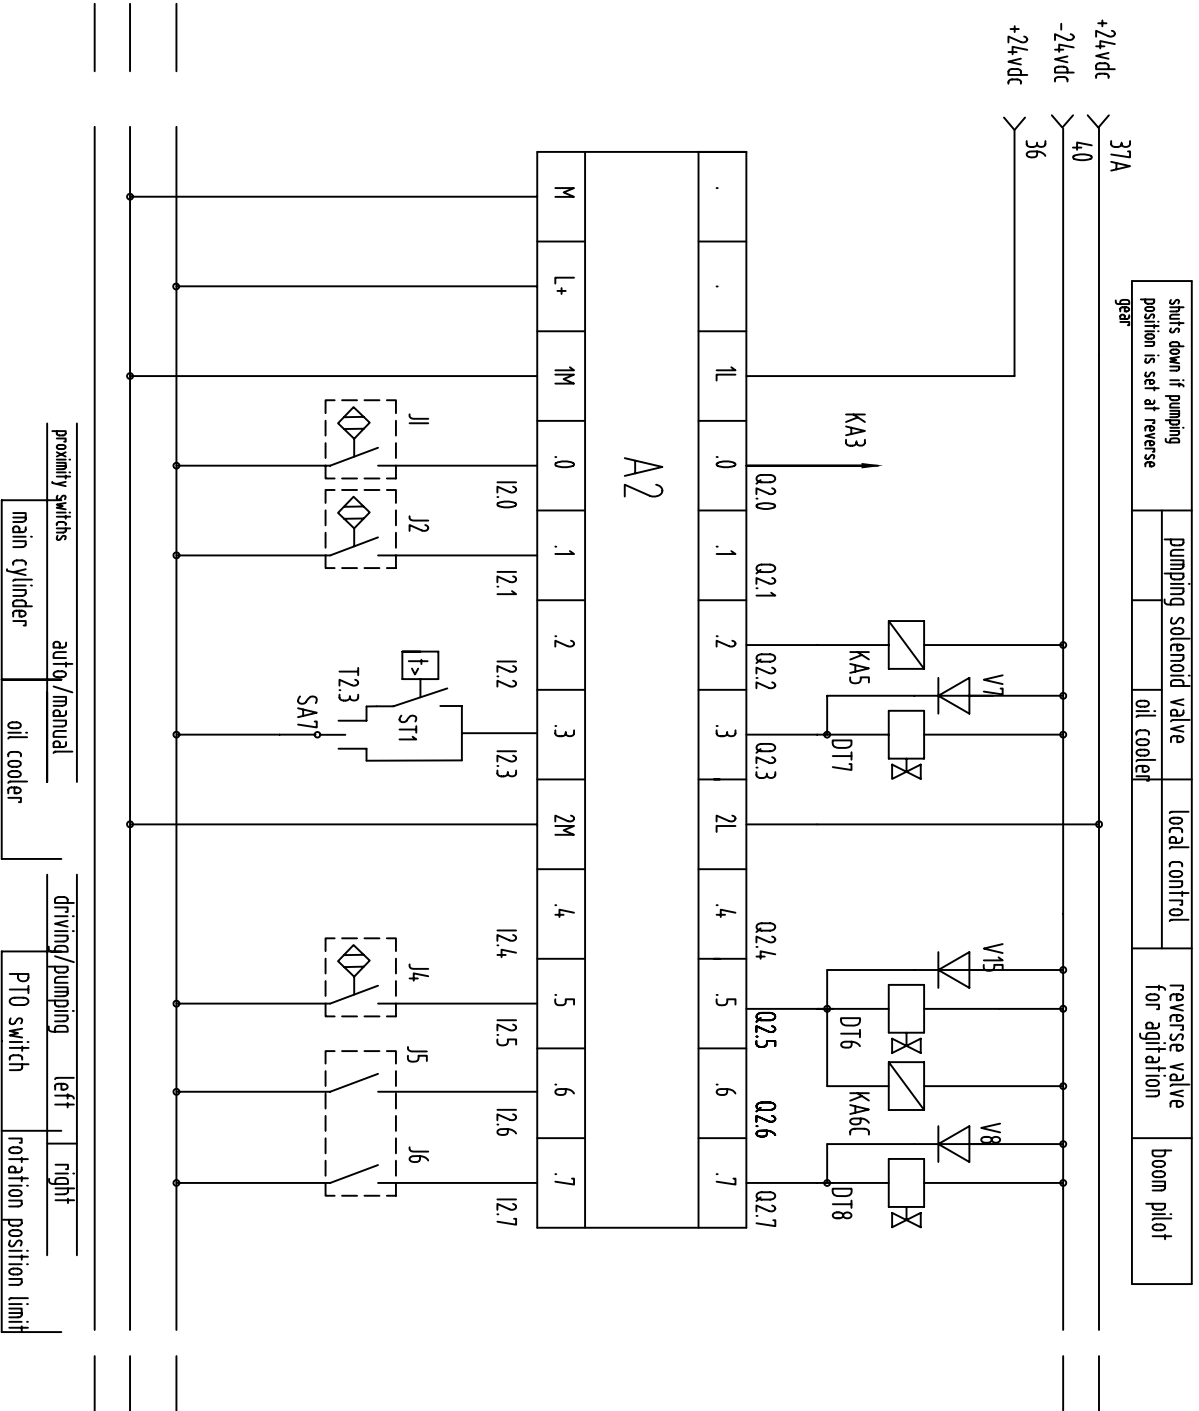 +24vdc
-24vdc
+24vdc
37A
40
36
shuts down if pumping
position is set at reverse
gear
pumping solenoid valve
oil cooler
local control
reverse valve
for agitation
boom pilot
KA3
KA5
V7
DT7
V15
DT6
KA6C
V8
DT8
Q2.0
Q2.1
Q2.2
Q2.3
Q2.4
Q2.5
Q2.6
Q2.7
.
.
1L
.0
.1
.2
.3
2L
.4
.5
.6
.7
A2
M
L+
1M
.0
.1
.2
.3
2M
.4
.5
.6
.7
I2.0
I2.1
I2.2
I2.3
I2.4
I2.5
I2.6
I2.7
J1
J2
t>
ST1
T2.3
SA7
J4
J5
J6
proximity switchs
auto/manual
driving/pumping
left
right
main cylinder
oil cooler
PTO switch
rotation position limit